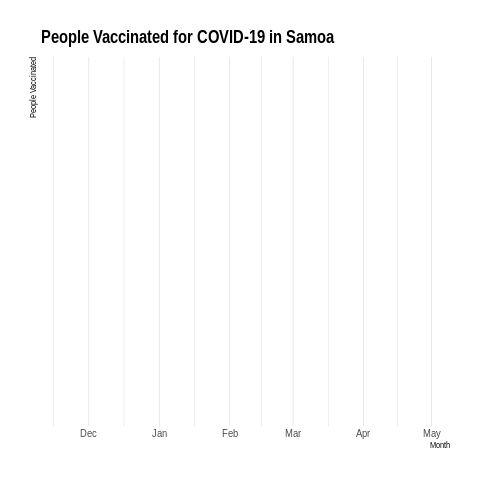 People Vaccinated for COVID-19 in Samoa
People Vaccinated
Dec Jan Feb Mar Apr May
Month